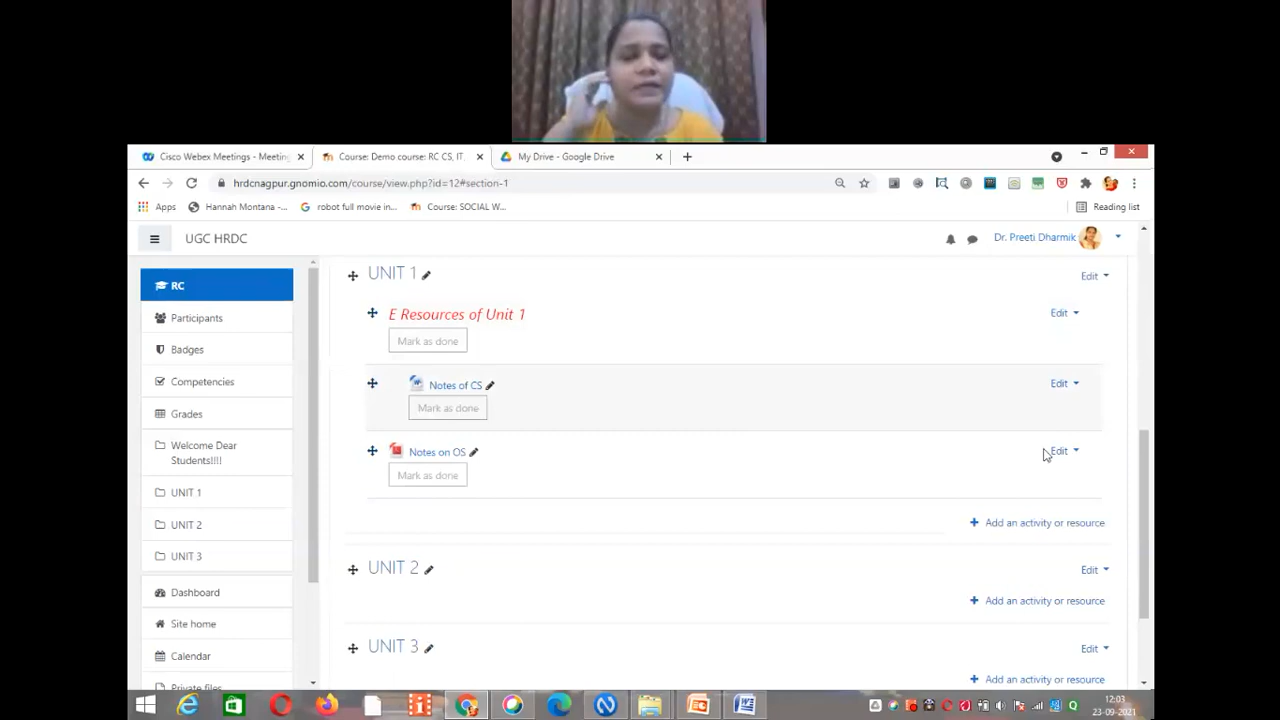 Cisco Webex Meetings - Meeting
Course: Demo course: RC CS, IT,
My Drive - Google Drive
hrdcnagpur.gnomio.com/course/view.php?id=12#section-1
Apps
Hannah Montana -...
robot full movie in...
Course: SOCIAL W...
Reading list
UGC HRDC
Dr. Preeti Dharmik
RC
Participants
Badges
Competencies
Grades
Welcome Dear
Students!!!!
UNIT 1
UNIT 2
UNIT 3
Dashboard
Site home
Calendar
Private files
UNIT 1
Edit
E Resources of Unit 1
Edit
Mark as done
Notes of CS
Edit
Mark as done
Notes on OS
Edit
Mark as done
Add an activity or resource
UNIT 2
Edit
Add an activity or resource
UNIT 3
Edit
Add an activity or resource
12:03
23-09-2021